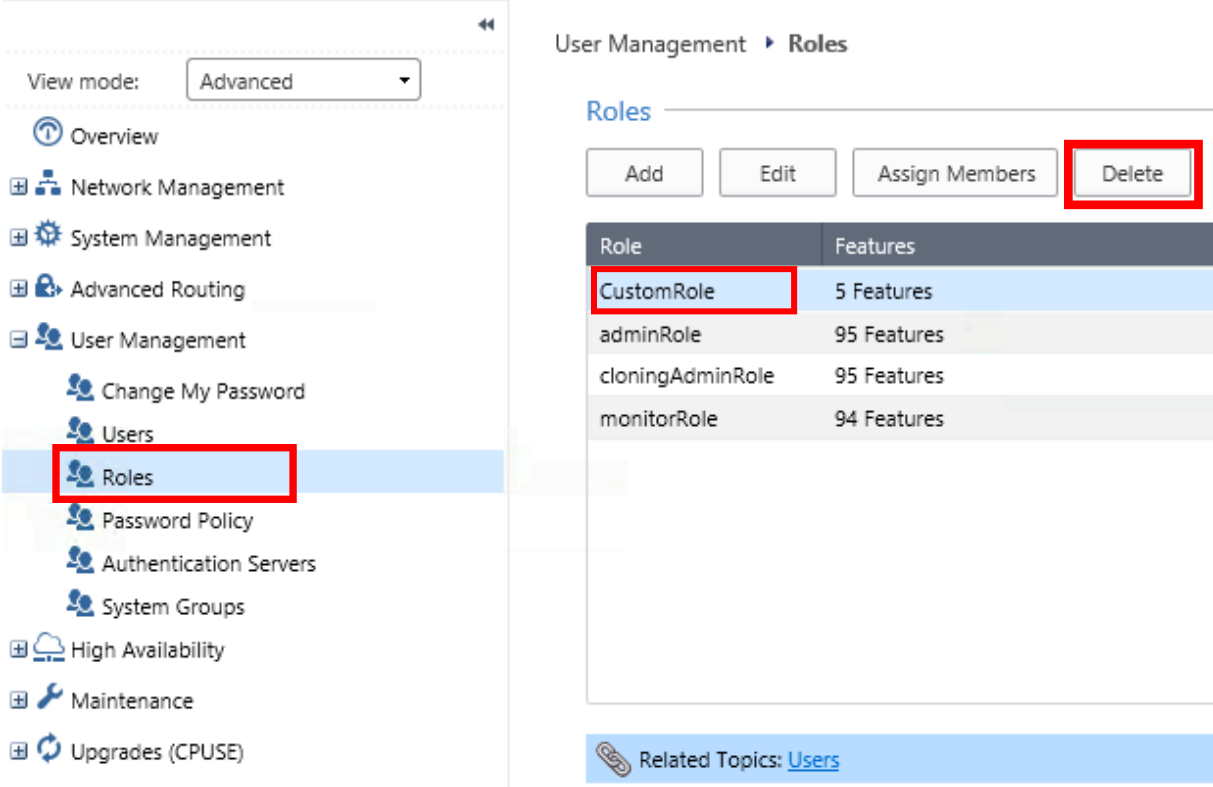 View mode: Advanced
Overview
Network Management
System Management
Advanced Routing
User Management
Change My Password
Users
Roles
Password Policy
Authentication Servers
System Groups
High Availability
Maintenance
Upgrades (CPUSE)
User Management Roles
Roles
Add Edit Assign Members Delete
Role Features
CustomRole 5 Features
adminRole 95 Features
cloningAdminRole 95 Features
monitorRole 94 Features
Related Topics: Users